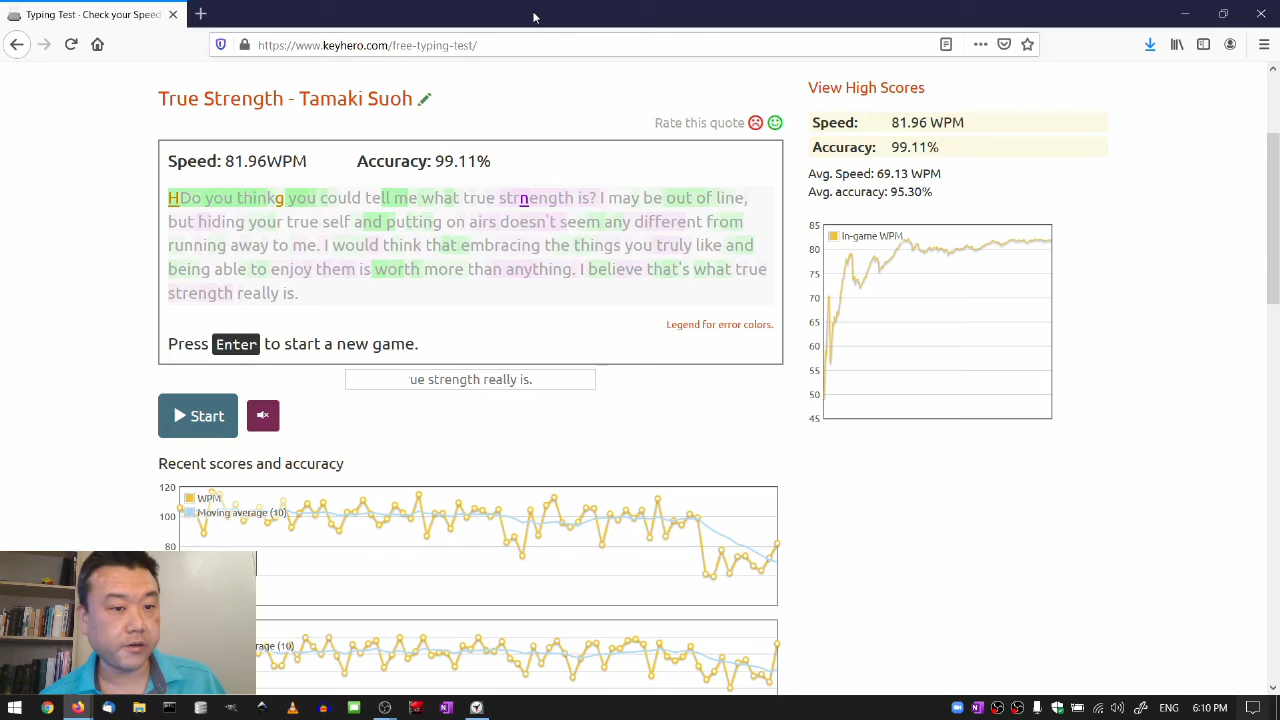 Typing Test - Check your Speed
https://www.keyhero.com/free-typing-test/
True Strength - Tamaki Suoh
Rate this quote
Speed: 81.96WPM Accuracy: 99.11%
HDo you thinkg you could tell me what true strnength is? I may be out of line,
but hiding your true self and putting on airs doesn't seem any different from
running away to me. I would think that embracing the things you truly like and
being able to enjoy them is worth more than anything. I believe that's what true
strength really is.
Legend for error colors.
Press Enter to start a new game.
ue strength really is.
Start
Recent scores and accuracy
120
WPM
Moving average (10)
100
80
erage (10)
View High Scores
Speed: 81.96 WPM
Accuracy: 99.11%
Avg. Speed: 69.13 WPM
Avg. accuracy: 95.30%
85
In-game WPM
80
75
70
65
60
55
50
45
ENG
6:10 PM